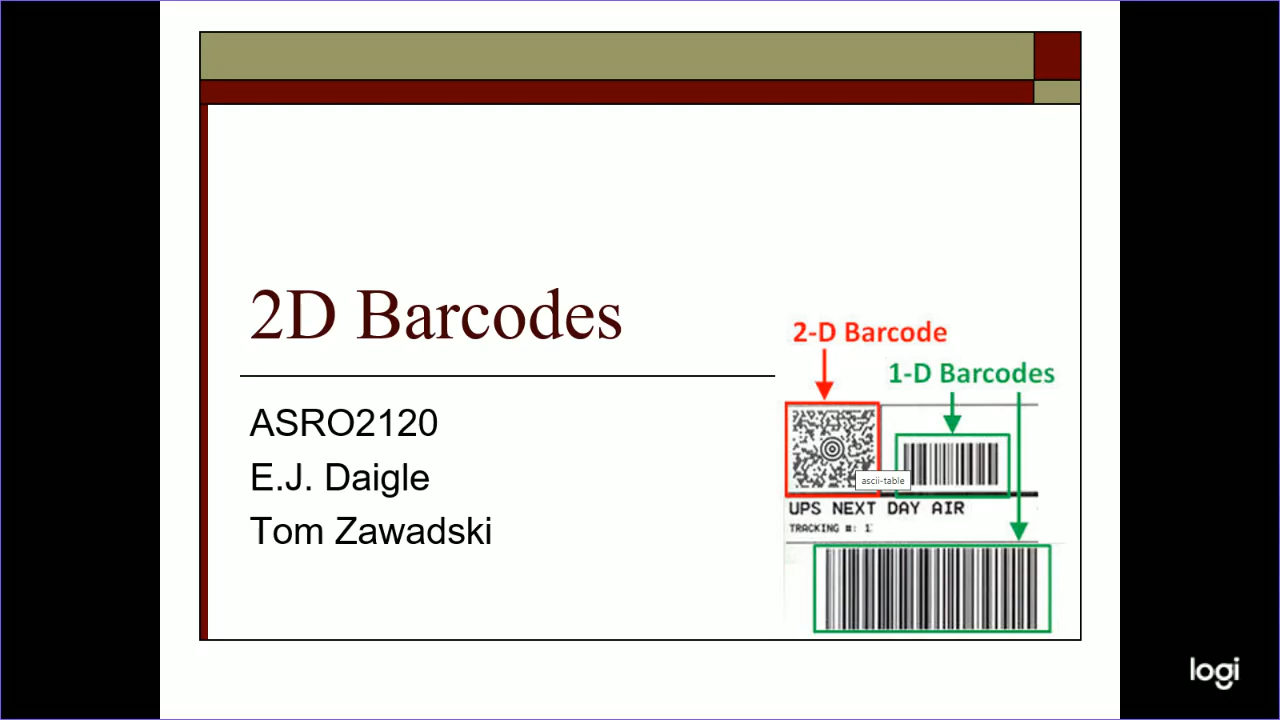 2D Barcodes
ASRO2120
E.J. Daigle
Tom Zawadski
2-D Barcode
1-D Barcodes
ascii-table
UPS NEXT DAY AIR
TRACKING #: 1
logi